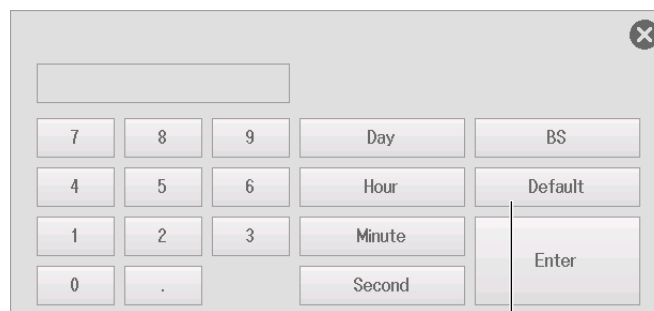 7 8 9 Day BS
4 5 6 Hour Default
1 2 3 Minute
Enter
0 . Second